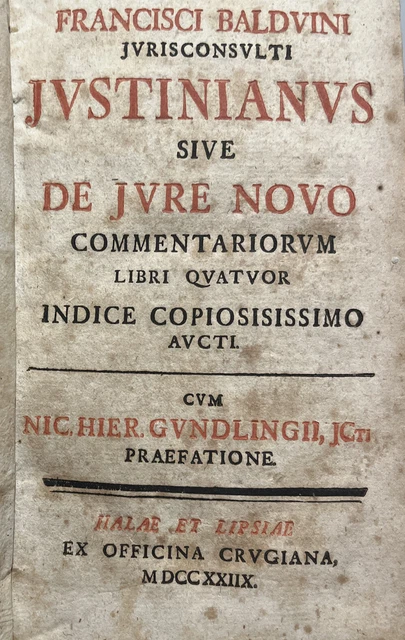 FRANCISCI BALDVINI
JVRISCONSVLTI
JVSTINIANVS
SIVE
DE JVRE NOVO
COMMENTARIORVM
LIBRI QVATVOR
INDICE COPIOSISISSIMO
AVCTI.
CVM
NIC. HIER. GVNDLINGII, JCTI
PRAEFATIONE.
HALAE ET LIPSIAE
EX OFFICINA CRVGIANA,
MDCCXXIIX.